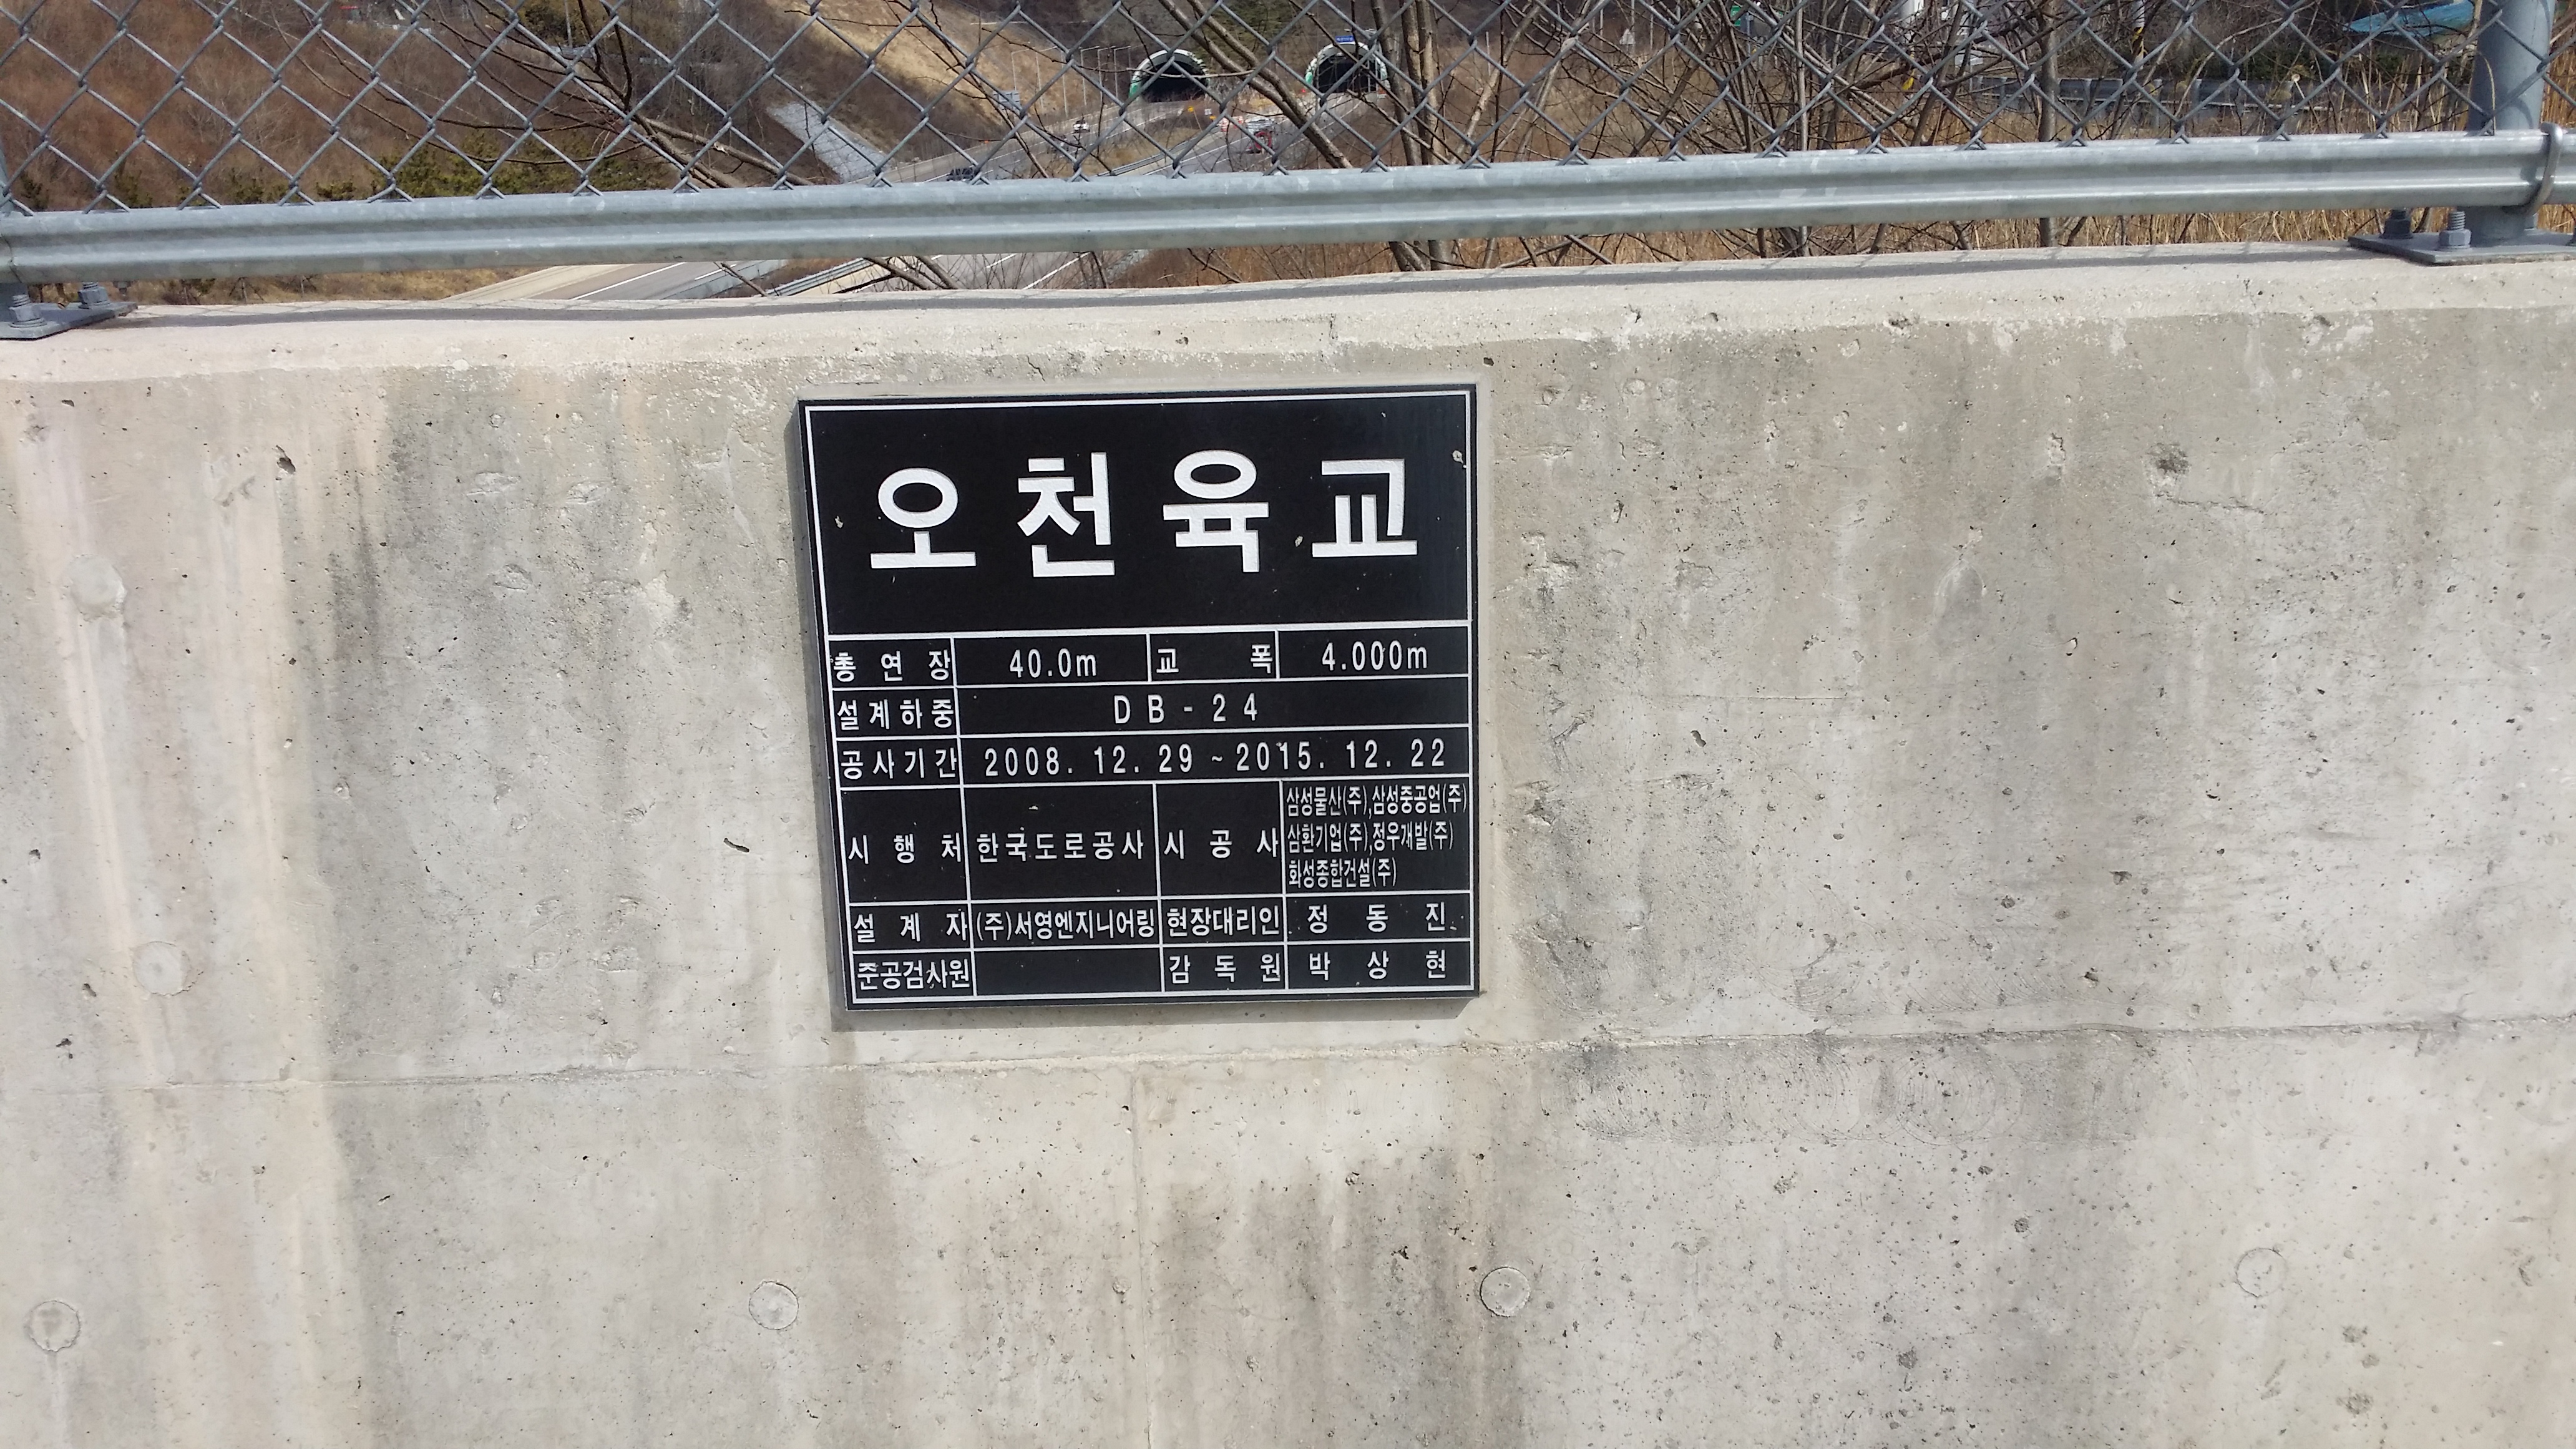 오천육교
총연장 40.0m 교폭 4.000m
설계하중 DB-24
공사기간 2008. 12. 29 ~ 2015. 12. 22
시행처 한국도로공사 시공사 삼성물산(주),삼성중공업(주)
삼환기업(주),정우개발(주)
화성종합건설(주)
설계자 (주)서영엔지니어링 현장대리인 정동진
준공검사원 감독원 박상현